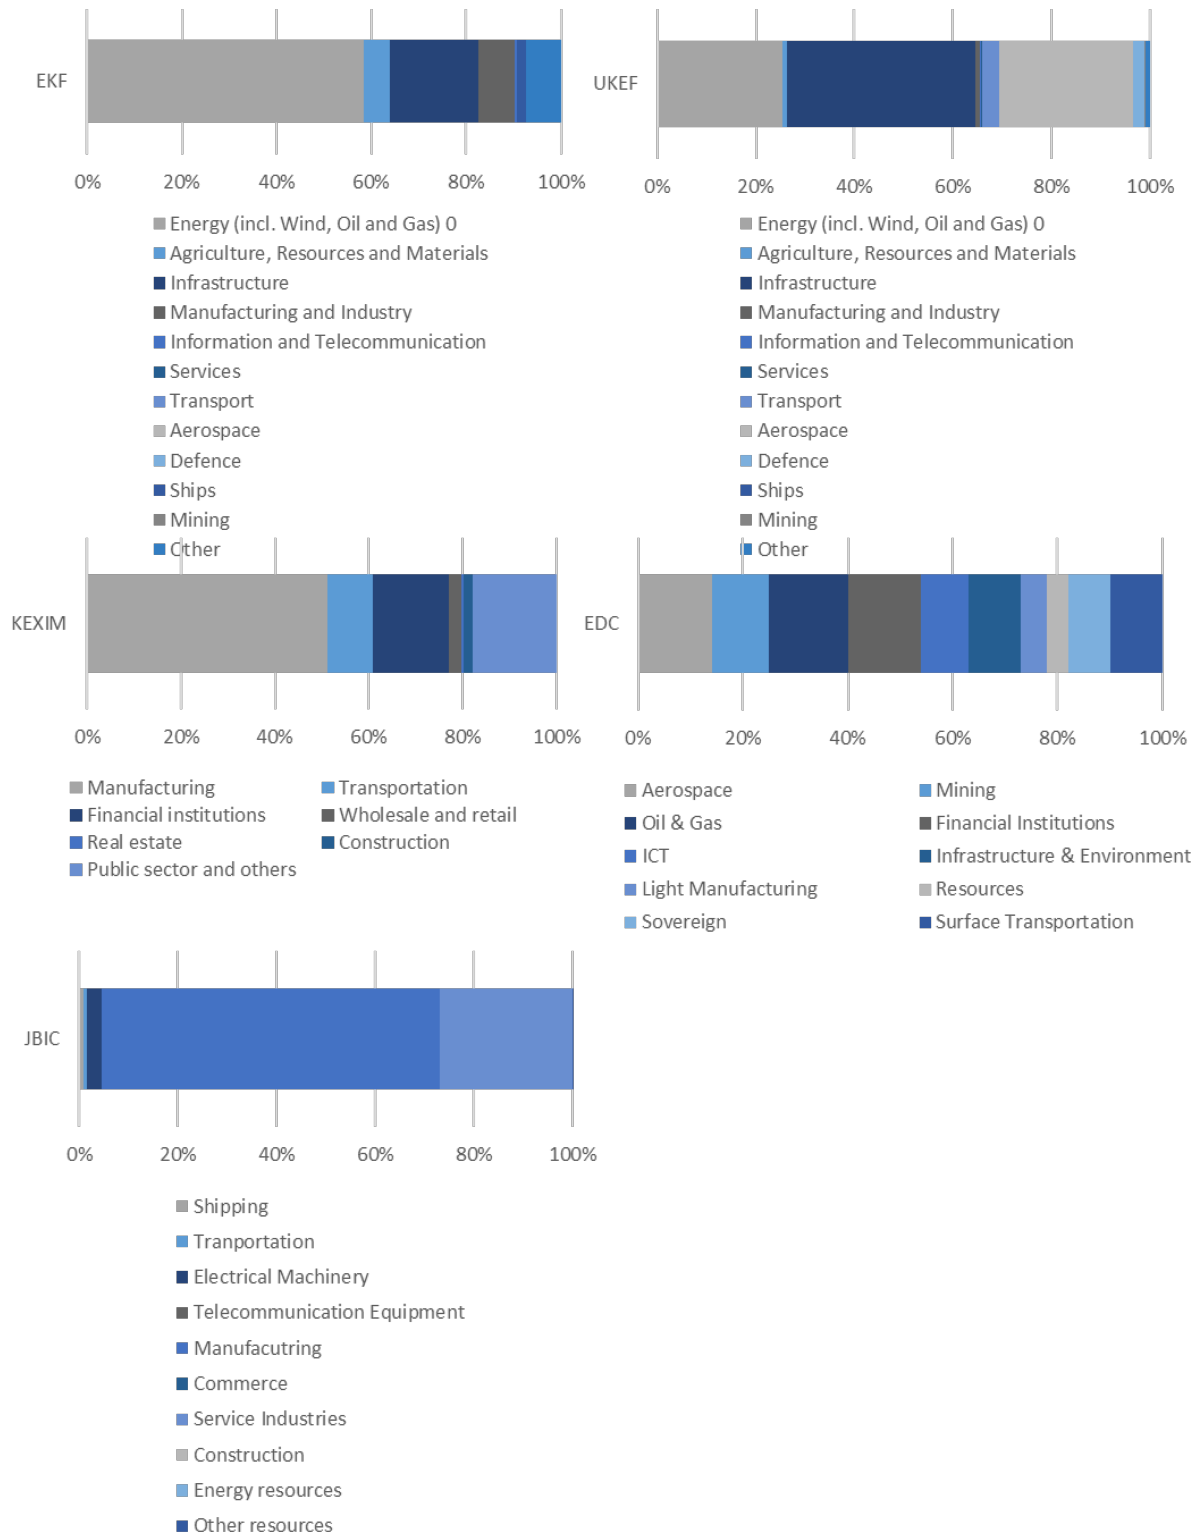 EKF
0% 20% 40% 60% 80% 100%
Energy (incl. Wind, Oil and Gas) 0
Agriculture, Resources and Materials
Infrastructure
Manufacturing and Industry
Information and Telecommunication
Services
Transport
Aerospace
Defence
Ships
Mining
Other
UKEF
0% 20% 40% 60% 80% 100%
Energy (incl. Wind, Oil and Gas) 0
Agriculture, Resources and Materials
Infrastructure
Manufacturing and Industry
Information and Telecommunication
Services
Transport
Aerospace
Defence
Ships
Mining
Other
KEXIM
0% 20% 40% 60% 80% 100%
Manufacturing Transportation
Financial institutions Wholesale and retail
Real estate Construction
Public sector and others
EDC
0% 20% 40% 60% 80% 100%
Aerospace Mining
Oil & Gas Financial Institutions
ICT Infrastructure & Environment
Light Manufacturing Resources
Sovereign Surface Transportation
JBIC
0% 20% 40% 60% 80% 100%
Shipping
Tranportation
Electrical Machinery
Telecommunication Equipment
Manufacutring
Commerce
Service Industries
Construction
Energy resources
Other resources